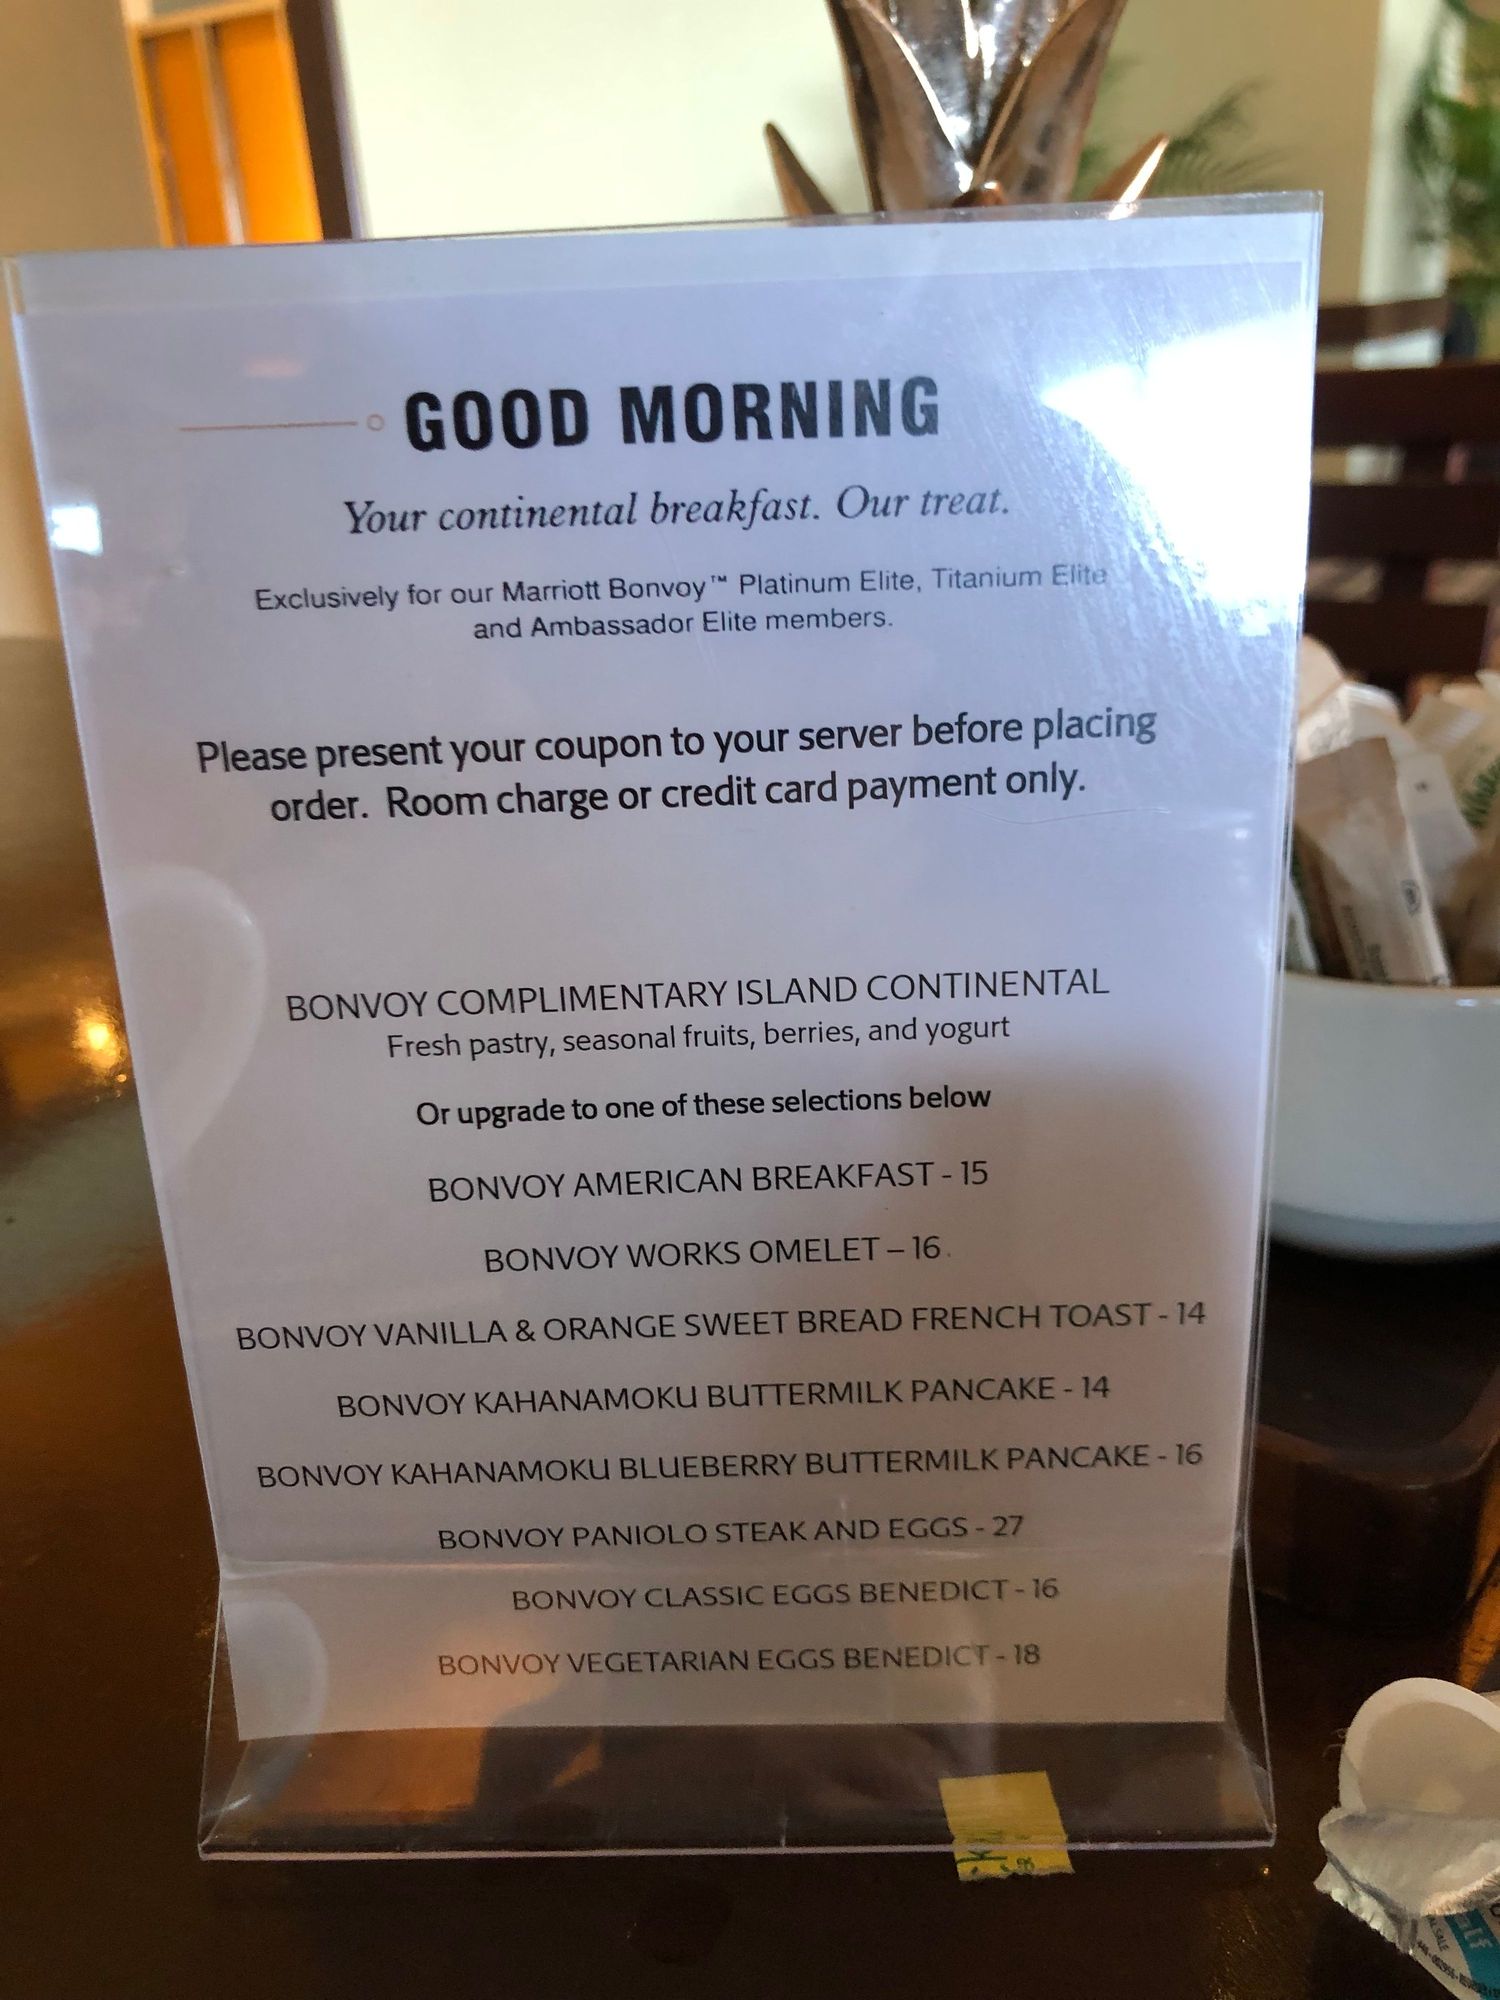 GOOD MORNING
Your continental breakfast. Our treat.
Exclusively for our Marriott Bonvoy™ Platinum Elite, Titanium Elite
and Ambassador Elite members.
Please present your coupon to your server before placing
order. Room charge or credit card payment only.
BONVOY COMPLIMENTARY ISLAND CONTINENTAL
Fresh pastry, seasonal fruits, berries, and yogurt
Or upgrade to one of these selections below
BONVOY AMERICAN BREAKFAST - 15
BONVOY WORKS OMELET – 16
BONVOY VANILLA & ORANGE SWEET BREAD FRENCH TOAST - 14
BONVOY KAHANAMOKU BUTTERMILK PANCAKE - 14
BONVOY KAHANAMOKU BLUEBERRY BUTTERMILK PANCAKE - 16
BONVOY PANIOLO STEAK AND EGGS - 27
BONVOY CLASSIC EGGS BENEDICT - 16
BONVOY VEGETARIAN EGGS BENEDICT - 18